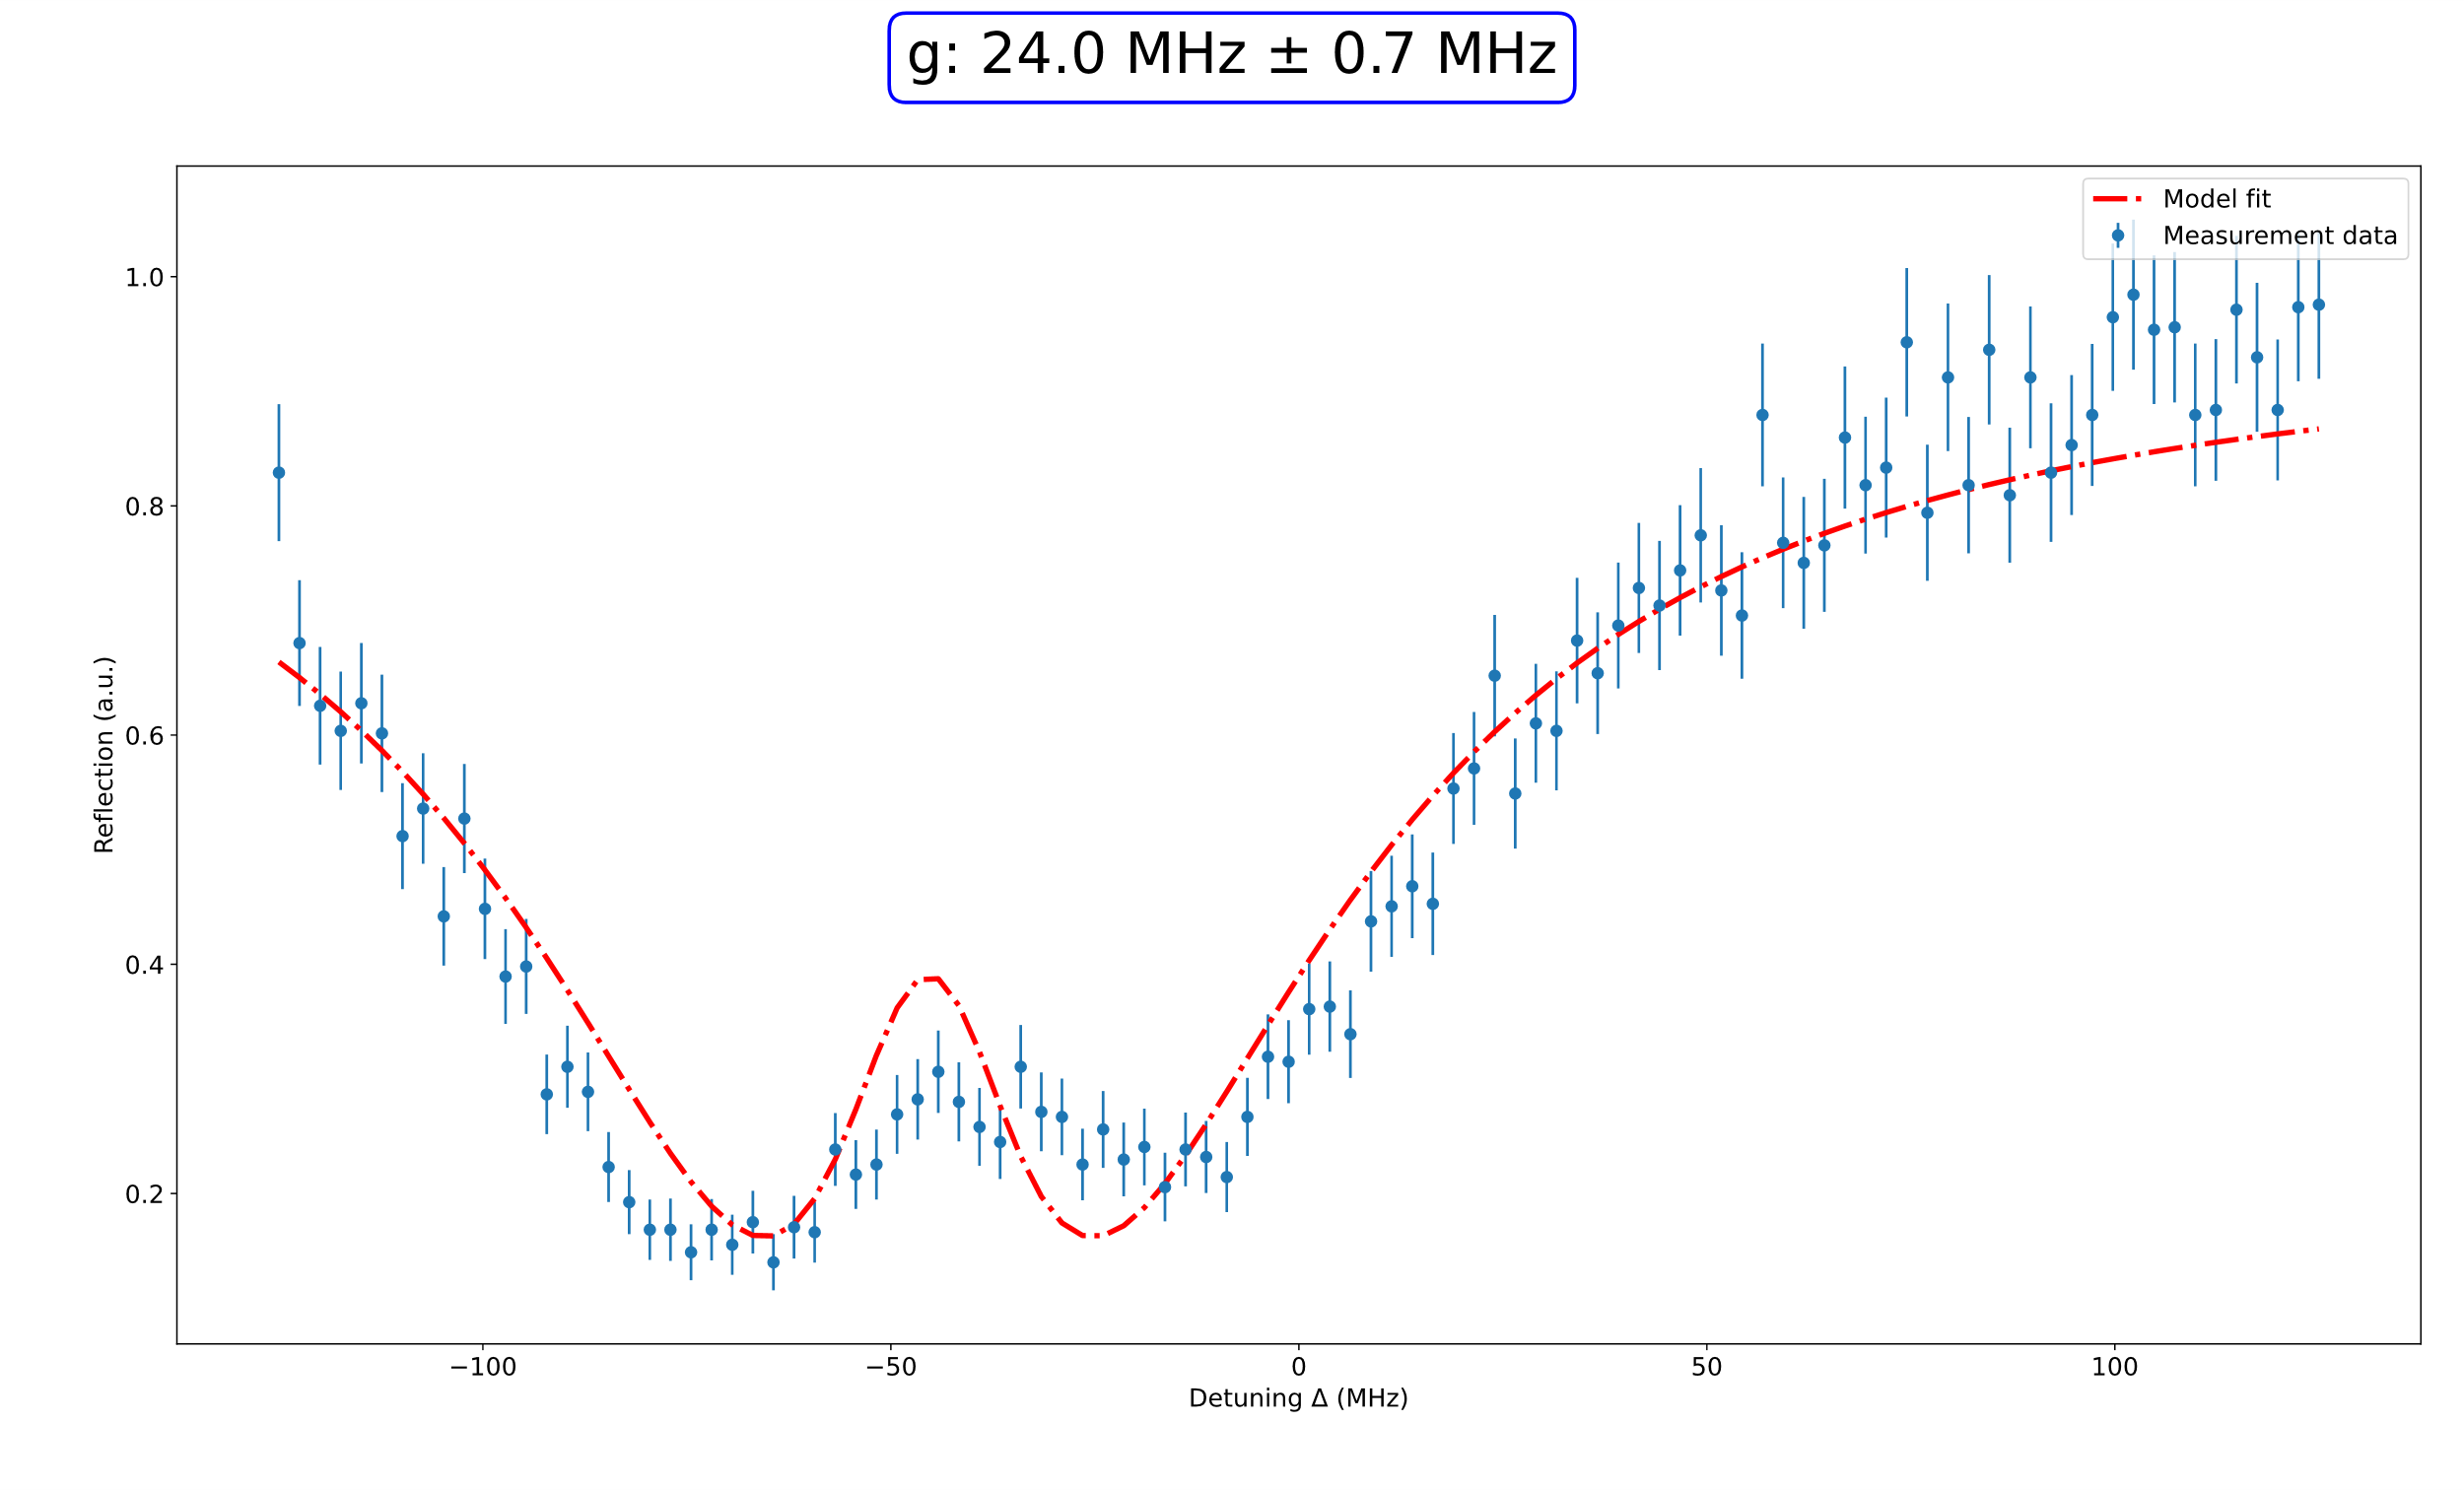 g: 24.0 MHz ± 0.7 MHz
Model fit
Measurement data
1.0
0.8
0.6
0.4
0.2
Reflection (a.u.)
−100
−50
0
50
100
Detuning Δ (MHz)